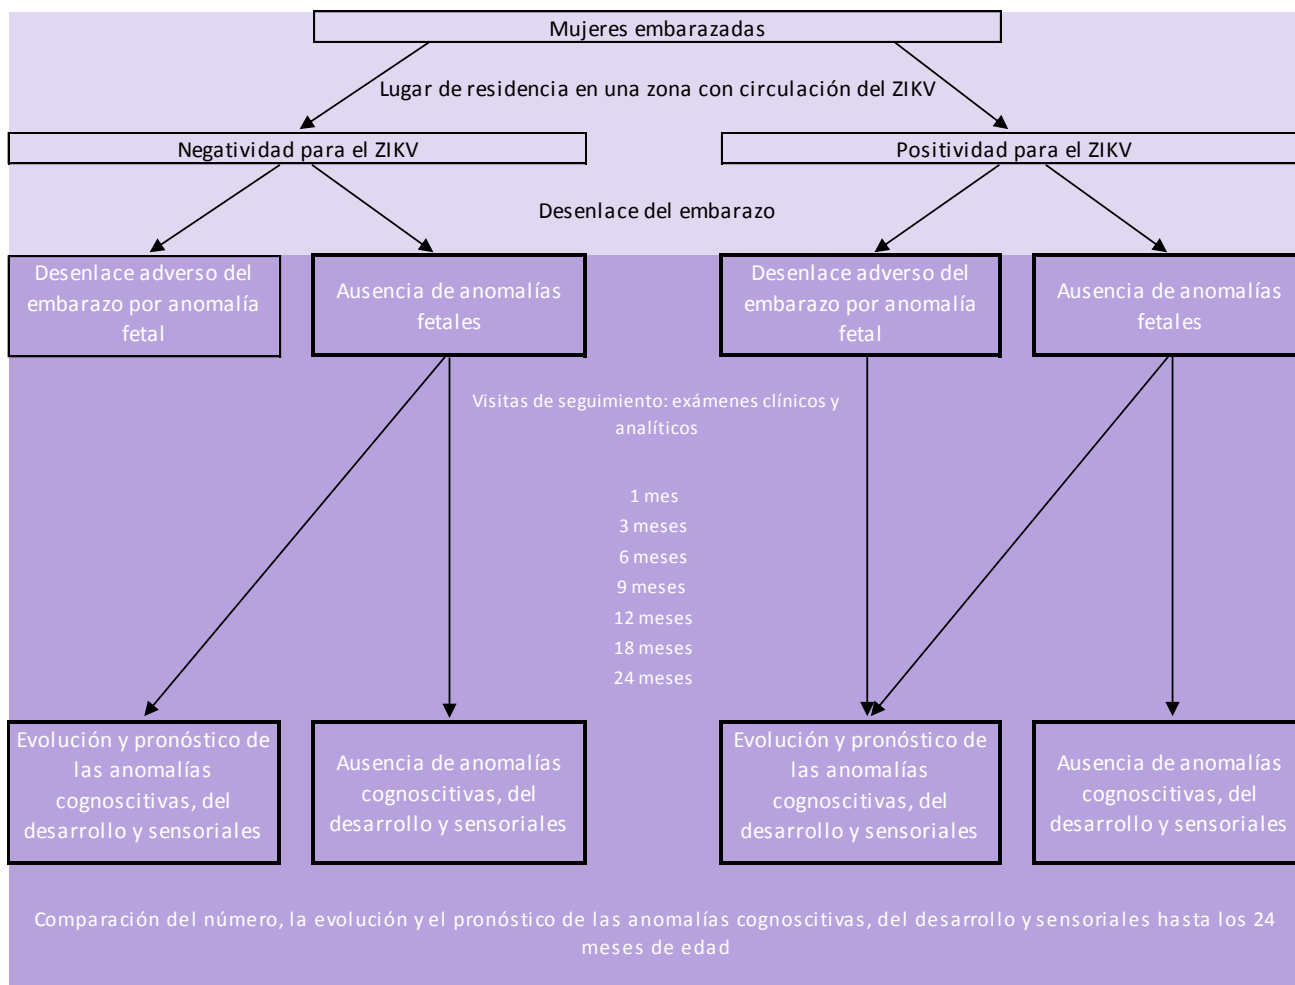 Mujeres embarazadas
Lugar de residencia en una zona con circulación del ZIKV
Negatividad para el ZIKV
Positividad para el ZIKV
Desenlace del embarazo
Desenlace adverso del
embarazo por anomalía
fetal
Ausencia de anomalías
fetales
Desenlace adverso del
embarazo por anomalía
fetal
Ausencia de anomalías
fetales
Visitas de seguimiento: exámenes clínicos y
analíticos
1 mes
3 meses
6 meses
9 meses
12 meses
18 meses
24 meses
Evolución y pronóstico de
las anomalías
cognoscitivas, del
desarrollo y sensoriales
Ausencia de anomalías
cognoscitivas, del
desarrollo y sensoriales
Evolución y pronóstico de
las anomalías
cognoscitivas, del
desarrollo y sensoriales
Ausencia de anomalías
cognoscitivas, del
desarrollo y sensoriales
Comparación del número, la evolución y el pronóstico de las anomalías cognoscitivas, del desarrollo y sensoriales hasta los 24
meses de edad